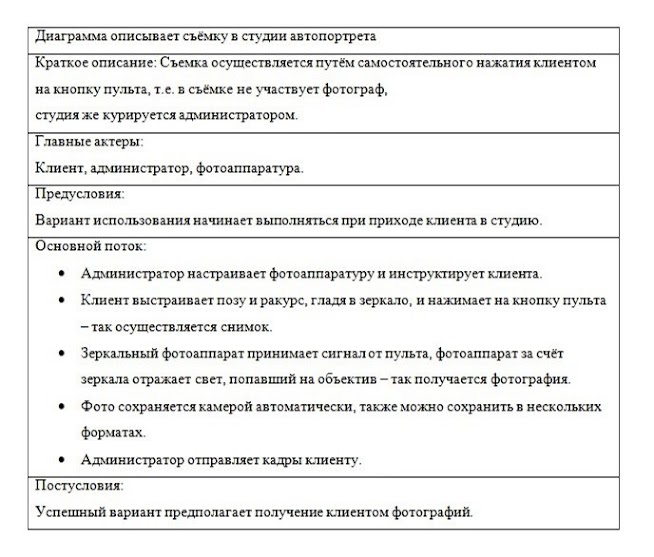 Диаграмма описывает съёмку в студии автопортрета
Краткое описание: Съемка осуществляется путём самостоятельного нажатия клиентом
на кнопку пульта, т.е. в съёмке не участвует фотограф,
студия же курируется администратором.
Главные актеры:
Клиент, администратор, фотоаппаратура.
Предусловия:
Вариант использования начинает выполняться при приходе клиента в студию.
Основной поток:
• Администратор настраивает фотоаппаратуру и инструктирует клиента.
• Клиент выстраивает позу и ракурс, гладя в зеркало, и нажимает на кнопку пульта
– так осуществляется снимок.
• Зеркальный фотоаппарат принимает сигнал от пульта, фотоаппарат за счёт
зеркала отражает свет, попавший на объектив – так получается фотография.
• Фото сохраняется камерой автоматически, также можно сохранить в нескольких
форматах.
• Администратор отправляет кадры клиенту.
Постусловия:
Успешный вариант предполагает получение клиентом фотографий.